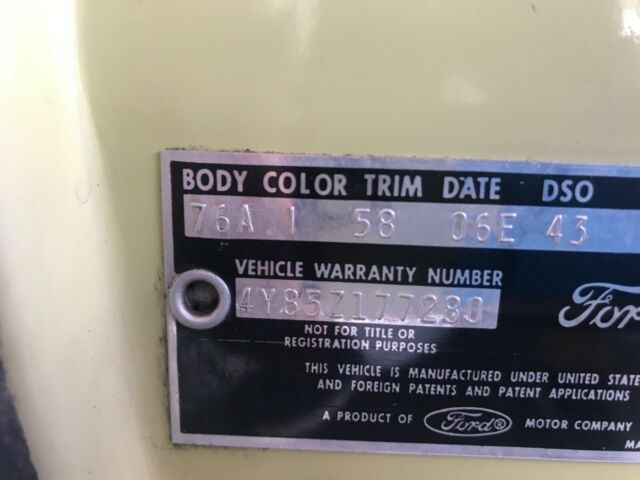 BODY COLOR TRIM DATE DSO
76A 1 58 06E 43
VEHICLE WARRANTY NUMBER
4Y85Z177280
NOT FOR TITLE OR
REGISTRATION PURPOSES
THIS VEHICLE IS MANUFACTURED UNDER UNITED STATE
AND FOREIGN PATENTS AND PATENT APPLICATIONS
A PRODUCT OF Ford® MOTOR COMPANY